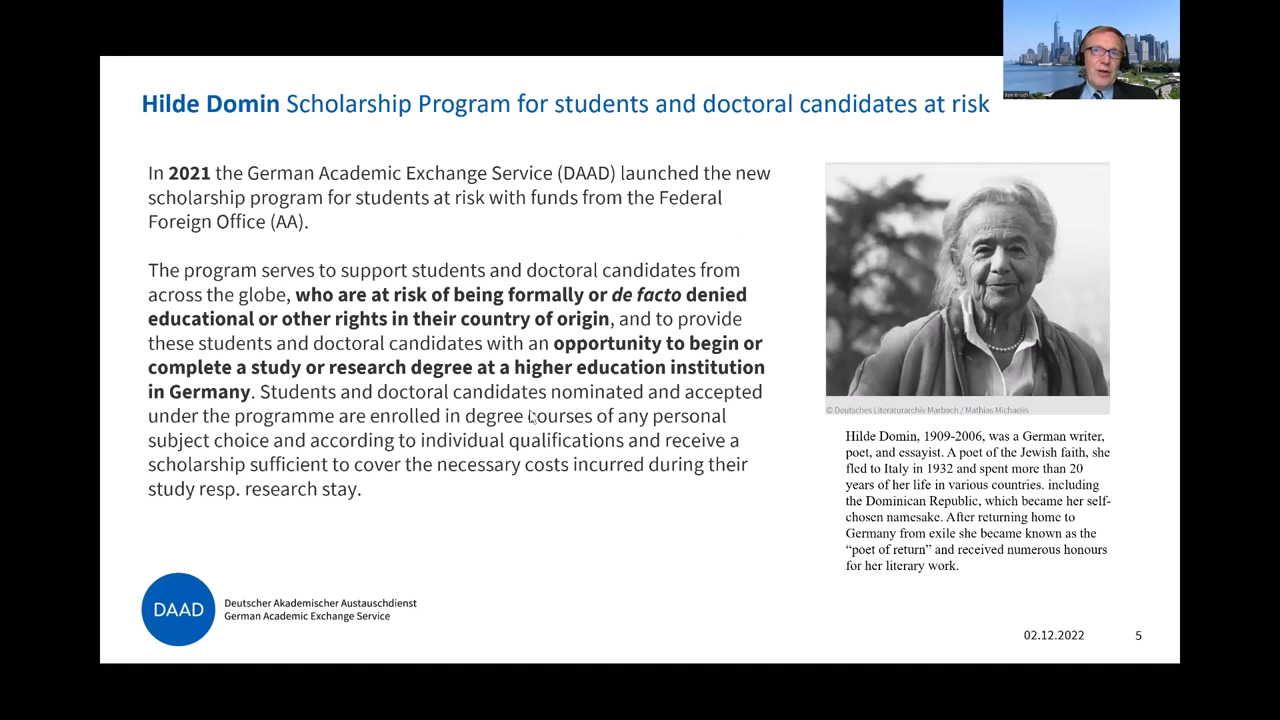 Hilde Domin Scholarship Program for students and doctoral candidates at risk
In 2021 the German Academic Exchange Service (DAAD) launched the new
scholarship program for students at risk with funds from the Federal
Foreign Office (AA).
The program serves to support students and doctoral candidates from
across the globe, who are at risk of being formally or de facto denied
educational or other rights in their country of origin, and to provide
these students and doctoral candidates with an opportunity to begin or
complete a study or research degree at a higher education institution
in Germany. Students and doctoral candidates nominated and accepted
under the programme are enrolled in degree courses of any personal
subject choice and according to individual qualifications and receive a
scholarship sufficient to cover the necessary costs incurred during their
study resp. research stay.
© Deutsches Literaturarchiv Marbach / Mathias Michaelis
Hilde Domin, 1909-2006, was a German writer,
poet, and essayist. A poet of the Jewish faith, she
fled to Italy in 1932 and spent more than 20
years of her life in various countries. including
the Dominican Republic, which became her self-
chosen namesake. After returning home to
Germany from exile she became known as the
“poet of return” and received numerous honours
for her literary work.
DAAD
Deutscher Akademischer Austauschdienst
German Academic Exchange Service
02.12.2022
5